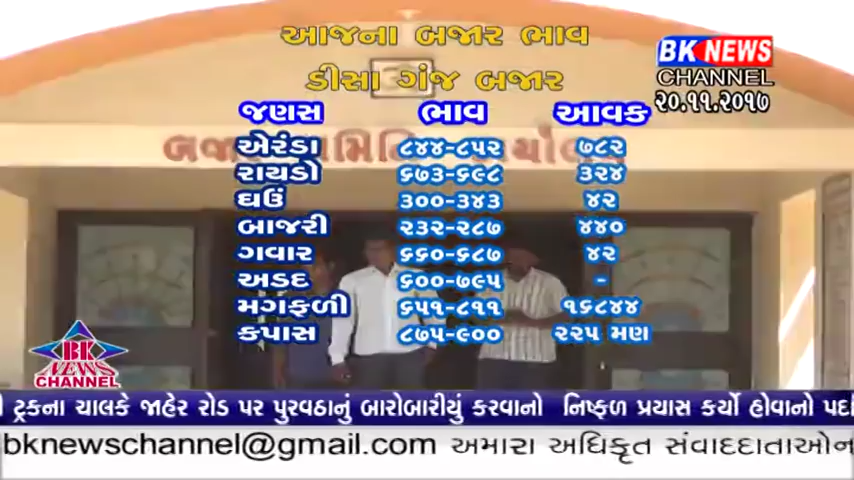 આજના બજાર ભાવ
ડીસા ગંજ બજાર
BK NEWS
CHANNEL
૨૦.૧૧.૨૦૧૭
જણસ ભાવ આવક
એરંડા ૮૪૪-૮૫૨ ૭૮૨
રાયડો ૬૭૩-૬૯૮ ૩૨૪
ઘઉં ૩૦૦-૩૪૩ ૪૨
બાજરી ૨૩૨-૨૮૭ ૪૪૦
ગવાર ૬૬૦-૬૮૭ ૪૨
અડદ ૬૦૦-૭૯૫ -
મગફળી ૬૫૧-૮૧૧ ૧૬૮૪૪
કપાસ ૮૭૫-૯૦૦ ૨૨૫ મણ
BK
NEWS
CHANNEL
ટ્રકના ચાલકે જાહેર રોડ પર પુરવઠાનું બારોબારીયું કરવાનો નિષ્ફળ પ્રયાસ કર્યો હોવાનો
bknewschannel@gmail.com અમારા અધિકૃત સંવાદદાતાઓન